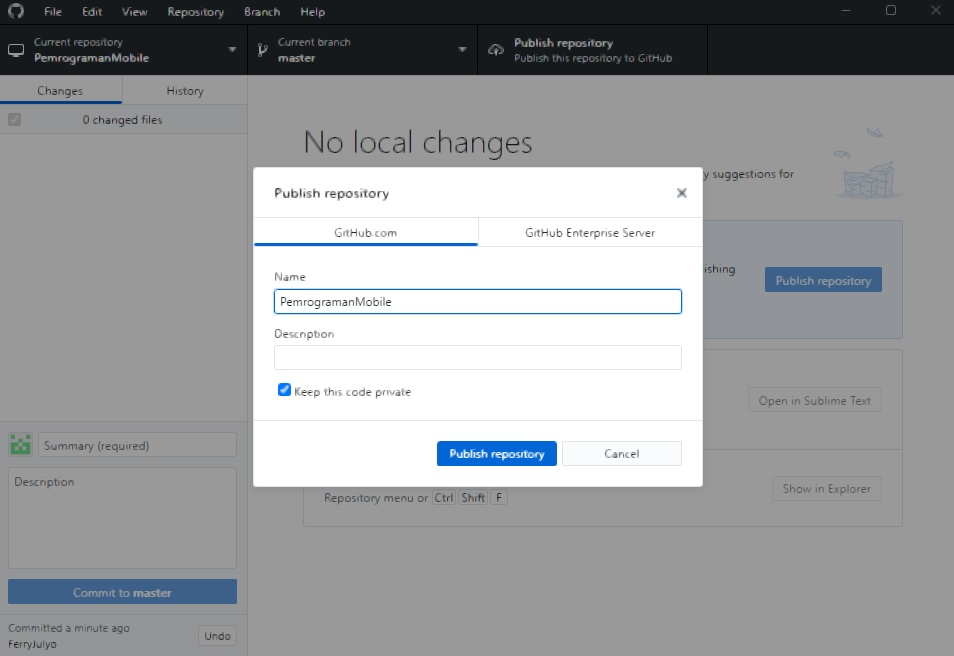 File Edit View Repository Branch Help
Current repository
PemrogramanMobile
Current branch
master
Publish repository
Publish this repository to GitHub
Changes History
0 changed files
No local changes
y suggestions for
Publish repository
GitHub.com GitHub Enterprise Server
Name
PemrogramanMobile
Description
Keep this code private
Publish repository Cancel
ishing
Publish repository
Open in Sublime Text
Show in Explorer
Repository menu or Ctrl Shift F
Summary (required)
Description
Commit to master
Committed a minute ago
FerryJulyo
Undo